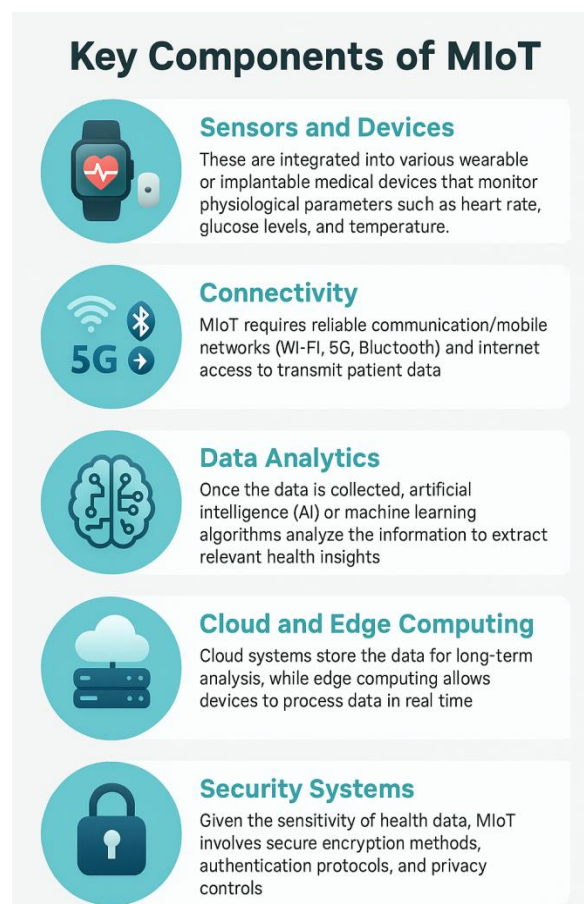 Key Components of MIoT
Sensors and Devices
These are integrated into various wearable
or implantable medical devices that monitor
physiological parameters such as heart rate,
glucose levels, and temperature.
5G
Connectivity
MIoT requires reliable communication/mobile
networks (WI-FI, 5G, Bluctooth) and internet
access to transmit patient data
Data Analytics
Once the data is collected, artificial
intelligence (AI) or machine learning
algorithms analyze the information to extract
relevant health insights
Cloud and Edge Computing
Cloud systems store the data for long-term
analysis, while edge computing allows
devices to process data in real time
Security Systems
Given the sensitivity of health data, MIoT
involves secure encryption methods,
authentication protocols, and privacy
controls